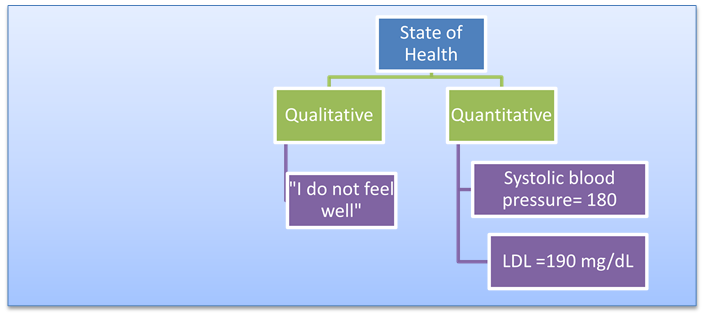 State of
Health
Qualitative
Quantitative
"I do not feel
well"
Systolic blood
pressure= 180
LDL =190 mg/dL